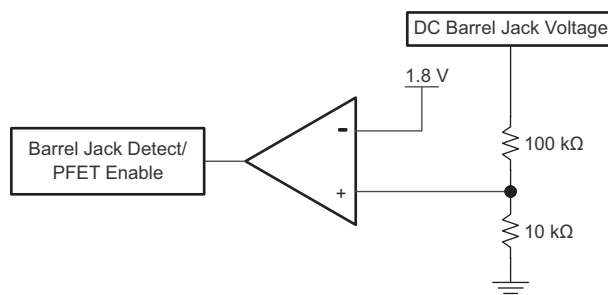 DC Barrel Jack Voltage
1.8 V
-
Barrel Jack Detect/
PFET Enable
100 kΩ
+
10 kΩ